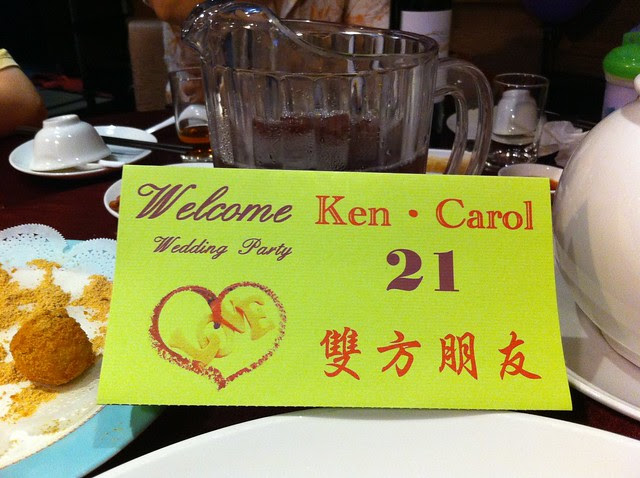 Welcome Ken · Carol
Wedding Party
21
LOVE
雙方朋友